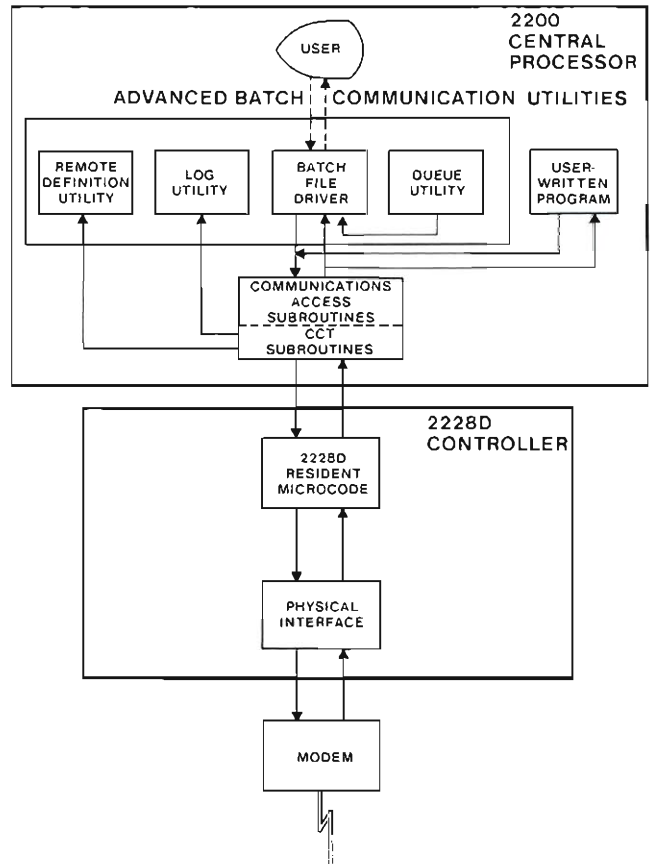 2200
CENTRAL
PROCESSOR
USER
ADVANCED BATCH COMMUNICATION UTILITIES
REMOTE
DEFINITION
UTILITY
LOG
UTILITY
BATCH
FILE
DRIVER
QUEUE
UTILITY
USER-
WRITTEN
PROGRAM
COMMUNICATIONS
ACCESS
SUBROUTINES
CCT
SUBROUTINES
2228D
CONTROLLER
2228D
RESIDENT
MICROCODE
PHYSICAL
INTERFACE
MODEM